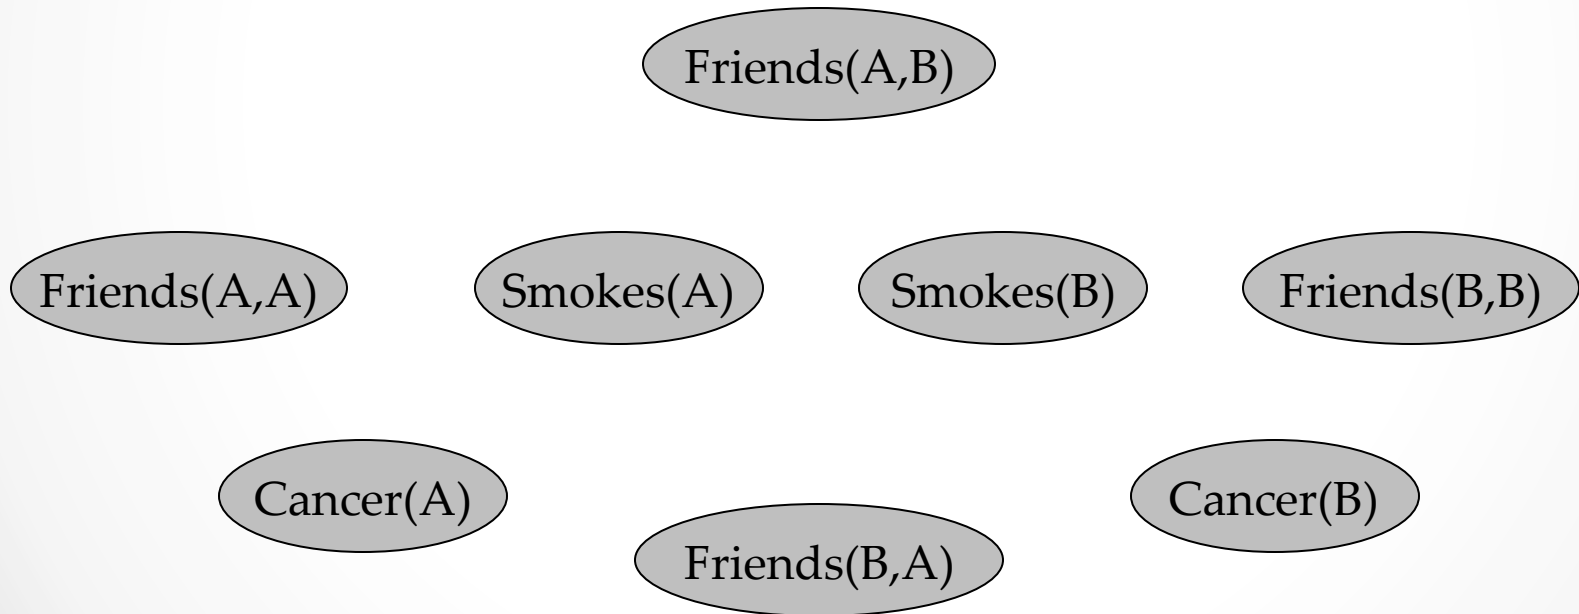 Friends(A,B)
Friends(A,A)
Smokes(A)
Smokes(B)
Friends(B,B)
Cancer(A)
Cancer(B)
Friends(B,A)